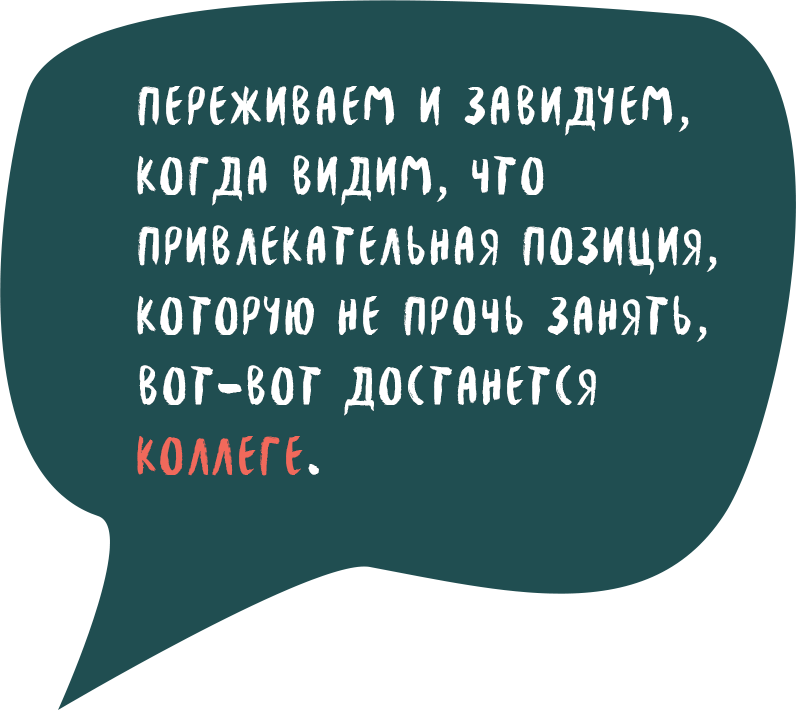 ПЕРЕЖИВАЕМ И ЗАВИДУЕМ,
КОГДА ВИДИМ, ЧТО
ПРИВЛЕКАТЕЛЬНАЯ ПОЗИЦИЯ,
КОТОРУЮ НЕ ПРОЧЬ ЗАНЯТЬ,
ВОТ-ВОТ ДОСТАНЕТСЯ
КОЛЛЕГЕ.